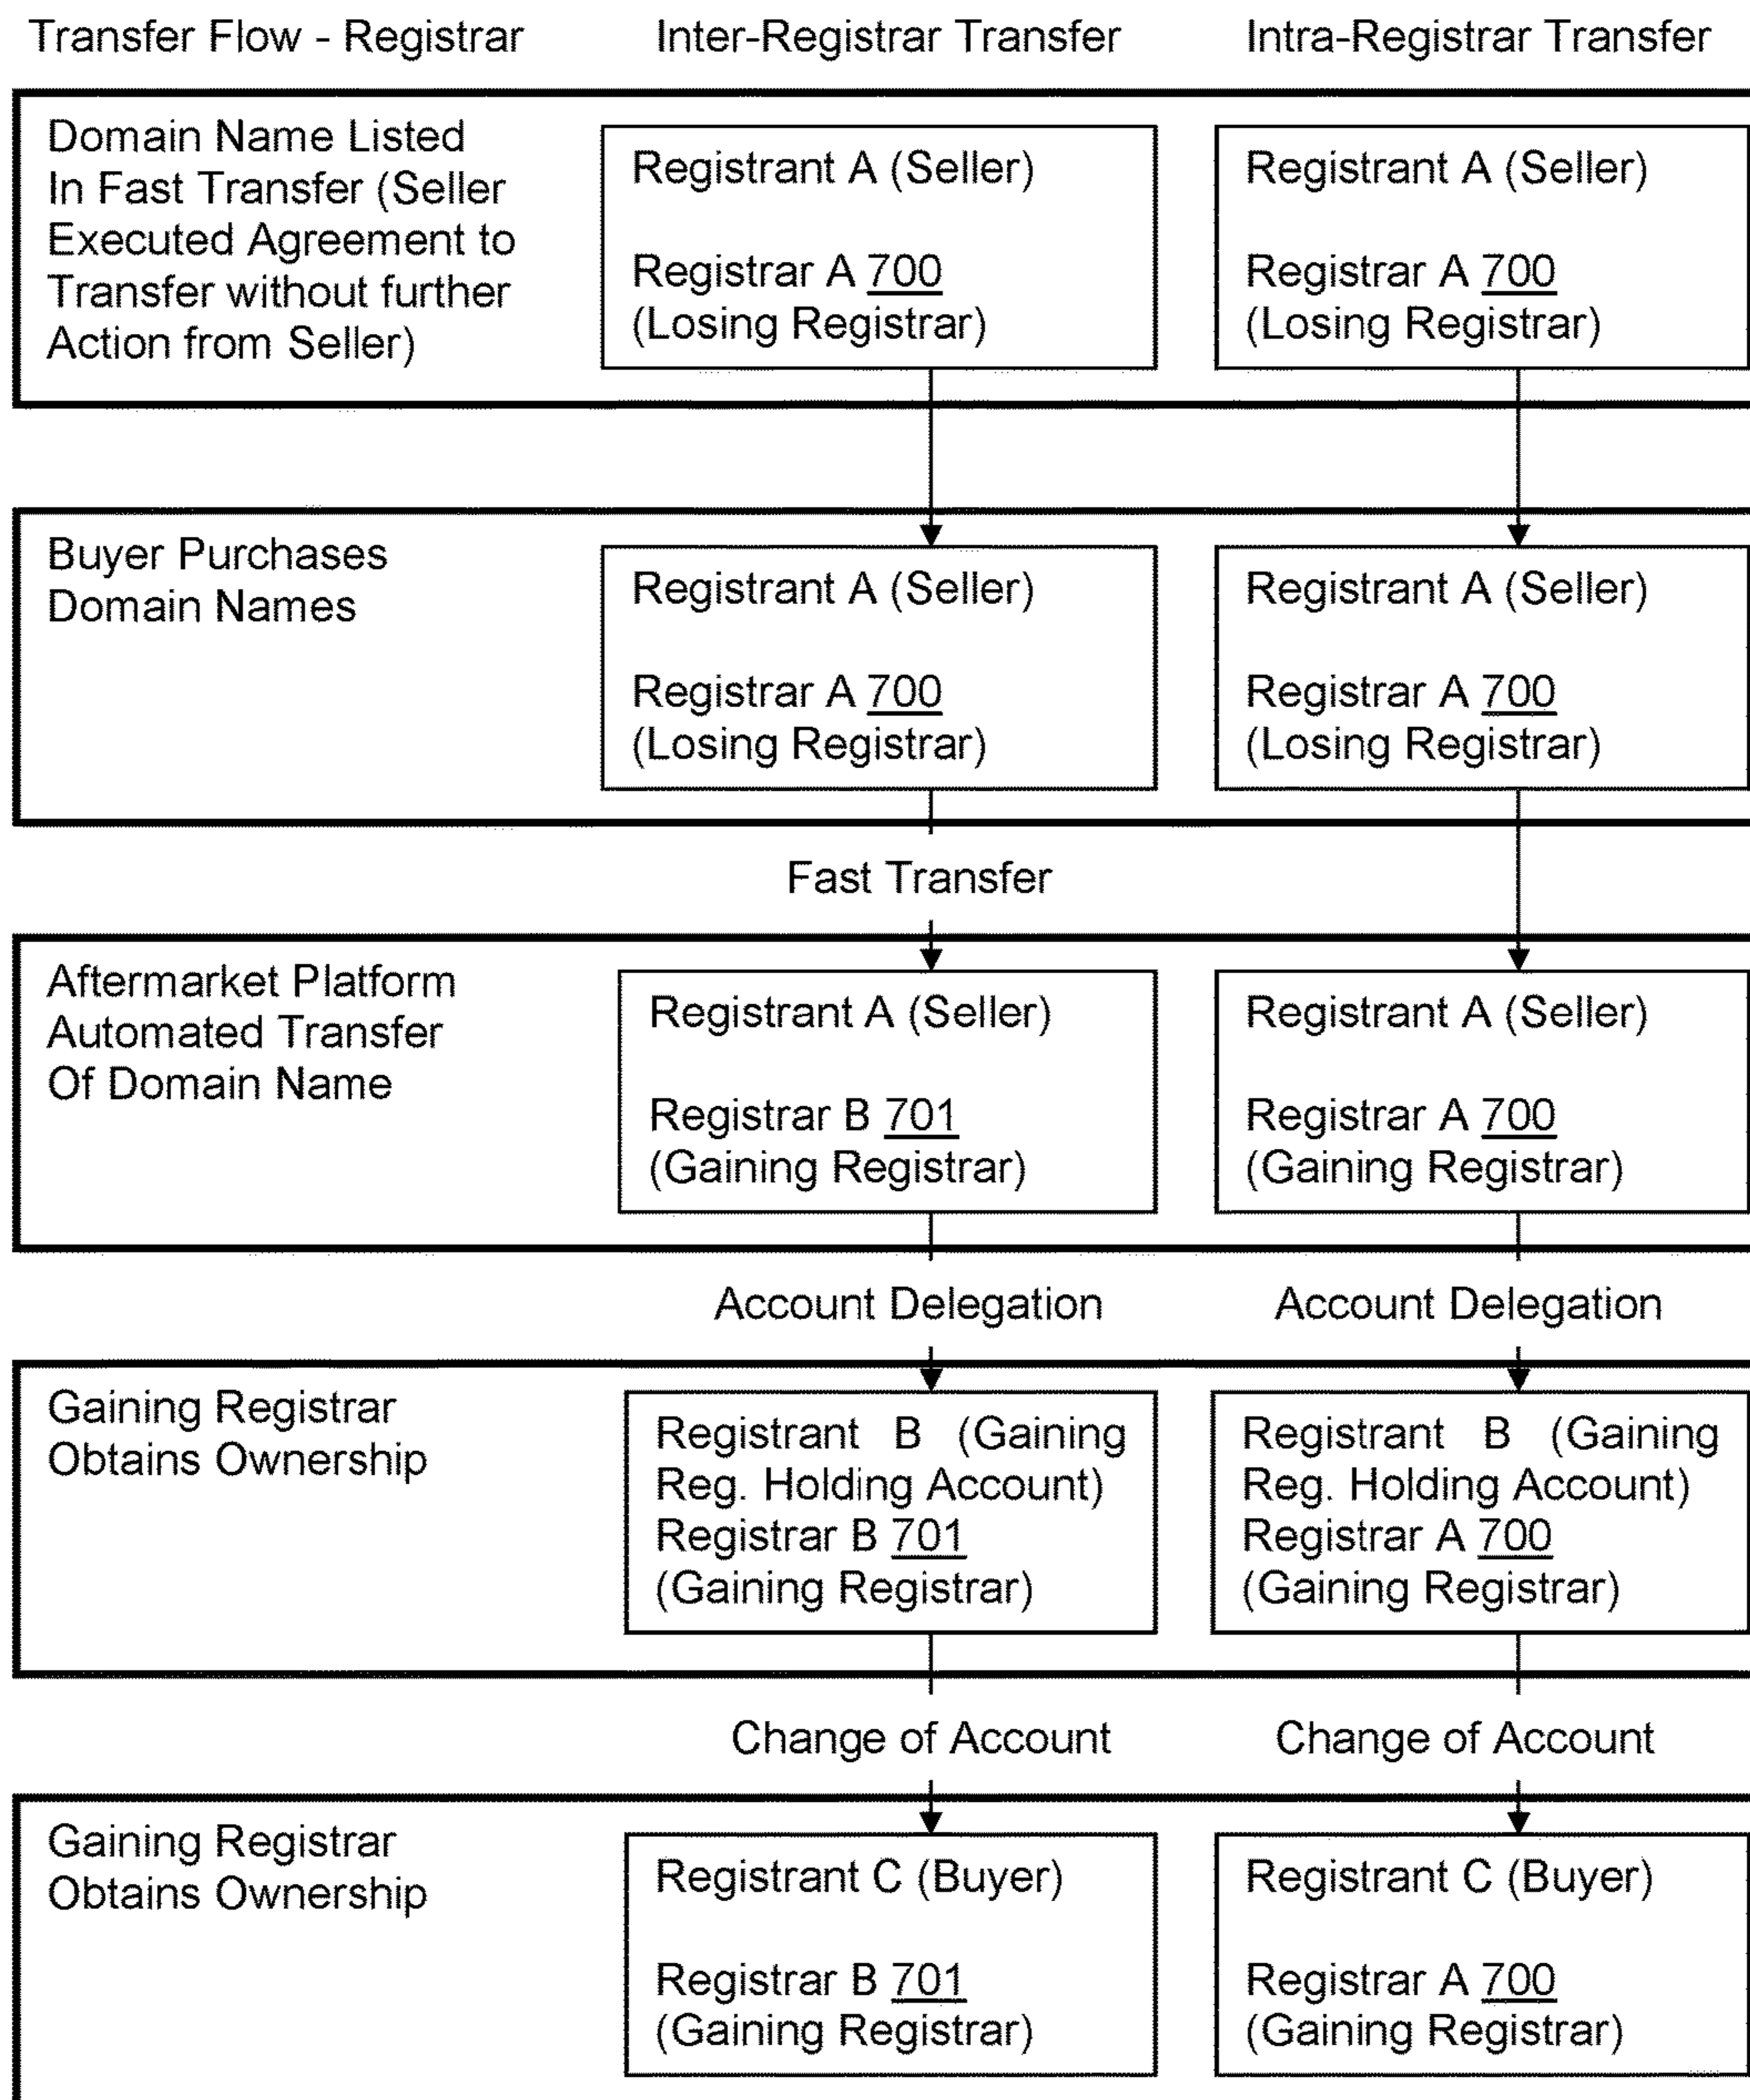 Transfer Flow - Registrar
Inter-Registrar Transfer
Intra-Registrar Transfer
Domain Name Listed
In Fast Transfer (Seller
Executed Agreement to
Transfer without further
Action from Seller)
Registrant A (Seller)
Registrar A 700
(Losing Registrar)
Registrant A (Seller)
Registrar A 700
(Losing Registrar)
Buyer Purchases
Domain Names
Registrant A (Seller)
Registrar A 700
(Losing Registrar)
Registrant A (Seller)
Registrar A 700
(Losing Registrar)
Fast Transfer
Aftermarket Platform
Automated Transfer
Of Domain Name
Registrant A (Seller)
Registrar B 701
(Gaining Registrar)
Registrant A (Seller)
Registrar A 700
(Gaining Registrar)
Account Delegation
Account Delegation
Gaining Registrar
Obtains Ownership
Registrant B (Gaining
Reg. Holding Account)
Registrar B 701
(Gaining Registrar)
Registrant B (Gaining
Reg. Holding Account)
Registrar A 700
(Gaining Registrar)
Change of Account
Change of Account
Gaining Registrar
Obtains Ownership
Registrant C (Buyer)
Registrar B 701
(Gaining Registrar)
Registrant C (Buyer)
Registrar A 700
(Gaining Registrar)